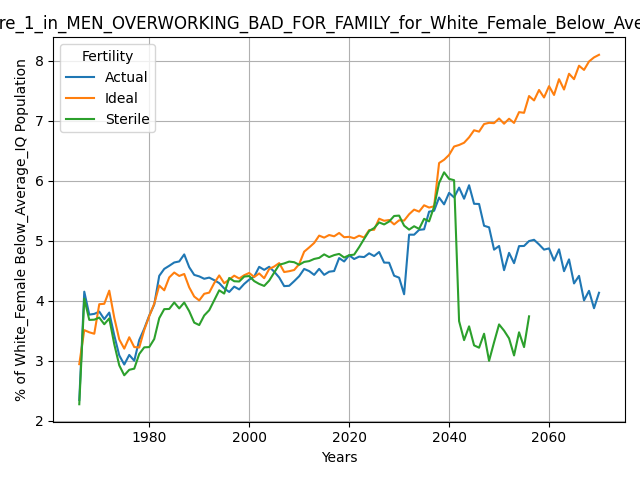 re_1_in_MEN_OVERWORKING_BAD_FOR_FAMILY_for_White_Female_Below_Ave
Fertility
Actual
Ideal
Sterile
% of White_Female Below_Average_IQ Population
8
7
6
5
4
3
2
1980
2000
2020
2040
2060
Years